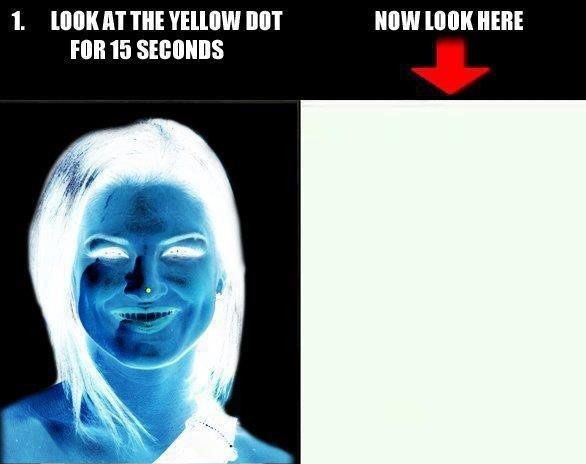 1. LOOK AT THE YELLOW DOT
FOR 15 SECONDS
NOW LOOK HERE